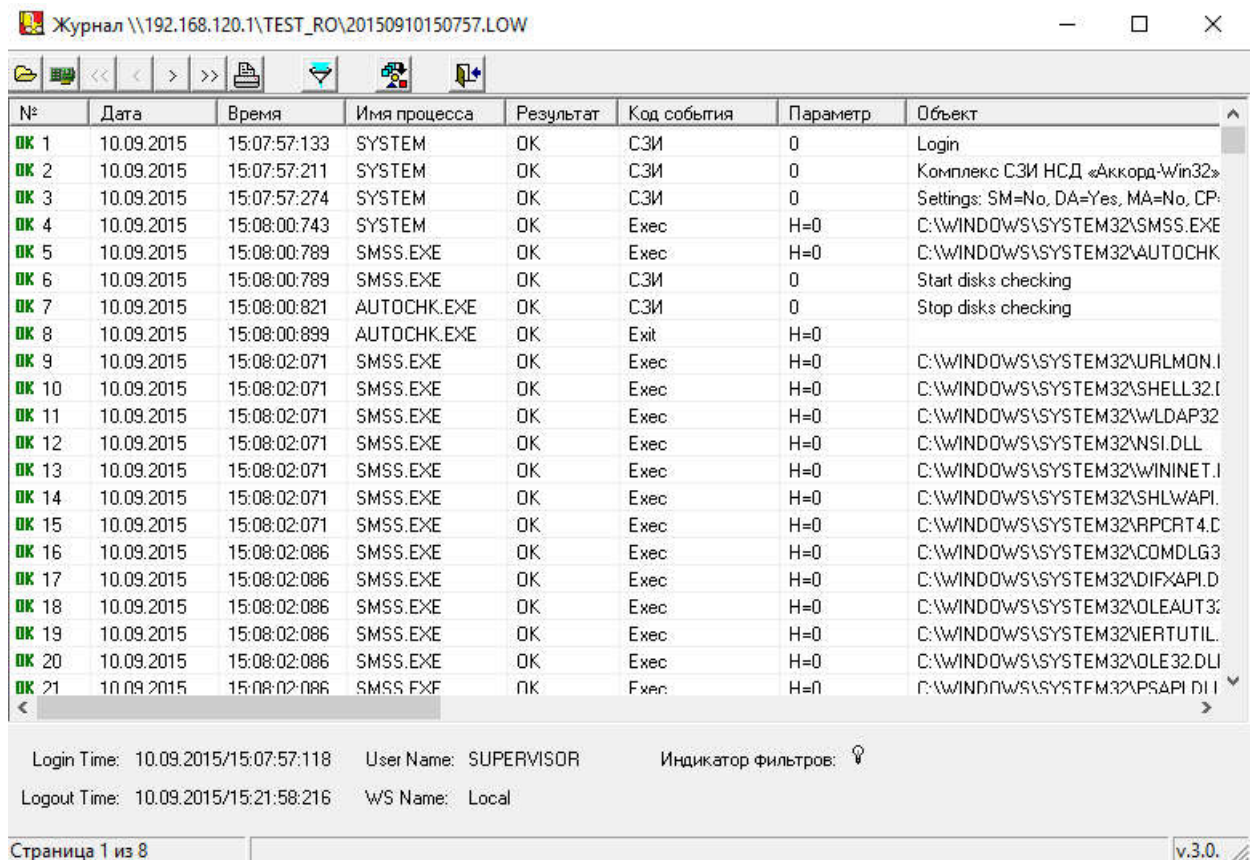 Журнал \\192.168.120.1\TEST_RO\20150910150757.LOW
<< < > >>
№ Дата Время Имя процесса Результат Код события Параметр Объект
OK 1 10.09.2015 15:07:57:133 SYSTEM OK СЗИ 0 Login
OK 2 10.09.2015 15:07:57:211 SYSTEM OK СЗИ 0 Комплекс СЗИ НСД «Аккорд-Win32»
OK 3 10.09.2015 15:07:57:274 SYSTEM OK СЗИ 0 Settings: SM=No, DA=Yes, MA=No, CP
OK 4 10.09.2015 15:08:00:743 SYSTEM OK Exec H=0 C:\WINDOWS\SYSTEM32\SMSS.EXE
OK 5 10.09.2015 15:08:00:789 SMSS.EXE OK Exec H=0 C:\WINDOWS\SYSTEM32\AUTOCHK
OK 6 10.09.2015 15:08:00:789 SMSS.EXE OK СЗИ 0 Start disks checking
OK 7 10.09.2015 15:08:00:821 AUTOCHK.EXE OK СЗИ 0 Stop disks checking
OK 8 10.09.2015 15:08:00:899 AUTOCHK.EXE OK Exit H=0
OK 9 10.09.2015 15:08:02:071 SMSS.EXE OK Exec H=0 C:\WINDOWS\SYSTEM32\URLMON.
OK 10 10.09.2015 15:08:02:071 SMSS.EXE OK Exec H=0 C:\WINDOWS\SYSTEM32\SHELL32.
OK 11 10.09.2015 15:08:02:071 SMSS.EXE OK Exec H=0 C:\WINDOWS\SYSTEM32\WLDAP32
OK 12 10.09.2015 15:08:02:071 SMSS.EXE OK Exec H=0 C:\WINDOWS\SYSTEM32\NSI.DLL
OK 13 10.09.2015 15:08:02:071 SMSS.EXE OK Exec H=0 C:\WINDOWS\SYSTEM32\WININET.
OK 14 10.09.2015 15:08:02:071 SMSS.EXE OK Exec H=0 C:\WINDOWS\SYSTEM32\SHLWAPI.
OK 15 10.09.2015 15:08:02:071 SMSS.EXE OK Exec H=0 C:\WINDOWS\SYSTEM32\RPCRT4.D
OK 16 10.09.2015 15:08:02:086 SMSS.EXE OK Exec H=0 C:\WINDOWS\SYSTEM32\COMDLG3
OK 17 10.09.2015 15:08:02:086 SMSS.EXE OK Exec H=0 C:\WINDOWS\SYSTEM32\DIFXAPI.D
OK 18 10.09.2015 15:08:02:086 SMSS.EXE OK Exec H=0 C:\WINDOWS\SYSTEM32\OLEAUT32
OK 19 10.09.2015 15:08:02:086 SMSS.EXE OK Exec H=0 C:\WINDOWS\SYSTEM32\IERTUTIL.
OK 20 10.09.2015 15:08:02:086 SMSS.EXE OK Exec H=0 C:\WINDOWS\SYSTEM32\OLE32.DLL
OK 21 10.09.2015 15:08:02:086 SMSS.EXE OK Exec H=0 C:\WINDOWS\SYSTEM32\PSAPI.DLL
Login Time: 10.09.2015/15:07:57:118 User Name: SUPERVISOR Индикатор фильтров:
Logout Time: 10.09.2015/15:21:58:216 WS Name: Local
Страница 1 из 8 v.3.0.